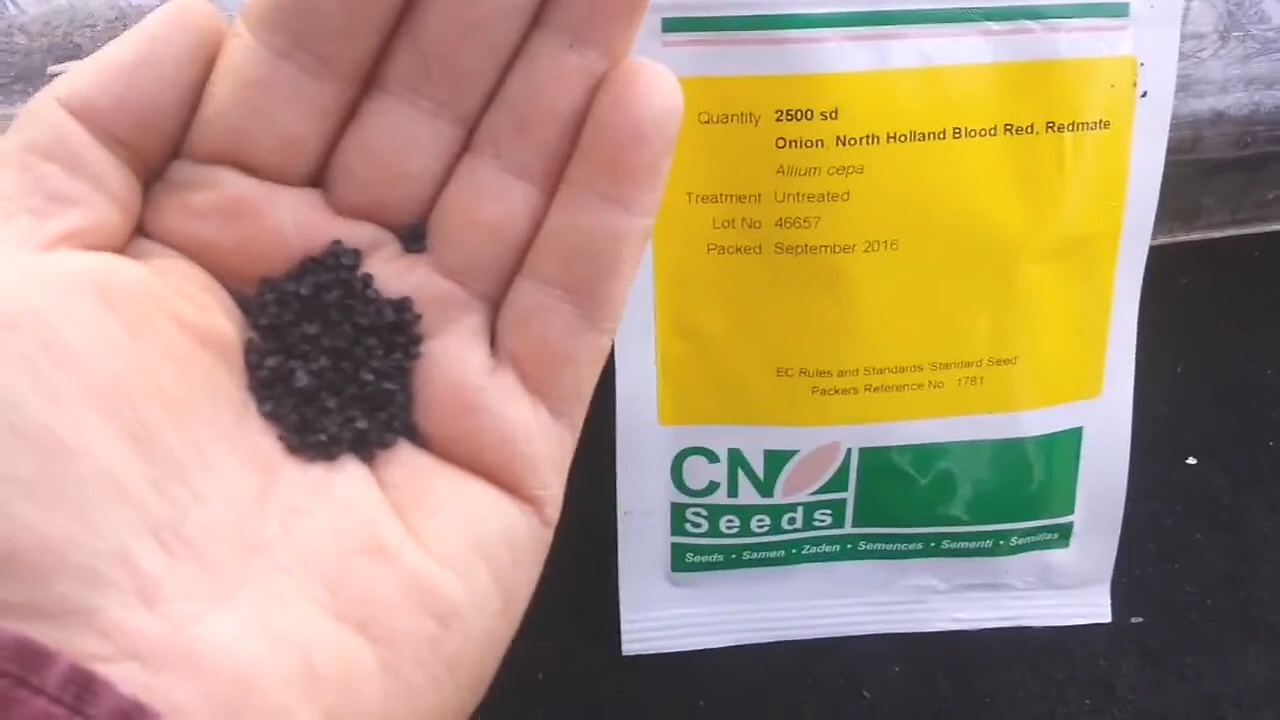 Quantity 2500 sd
Onion, North Holland Blood Red, Redmate
Allium cepa
Treatment Untreated
Lot No 46657
Packed September 2016
EC Rules and Standards 'Standard Seed'
Packers Reference No. 1781
CN
Seeds
Seeds • Samen • Zaden • Semences • Sementi • Semillas